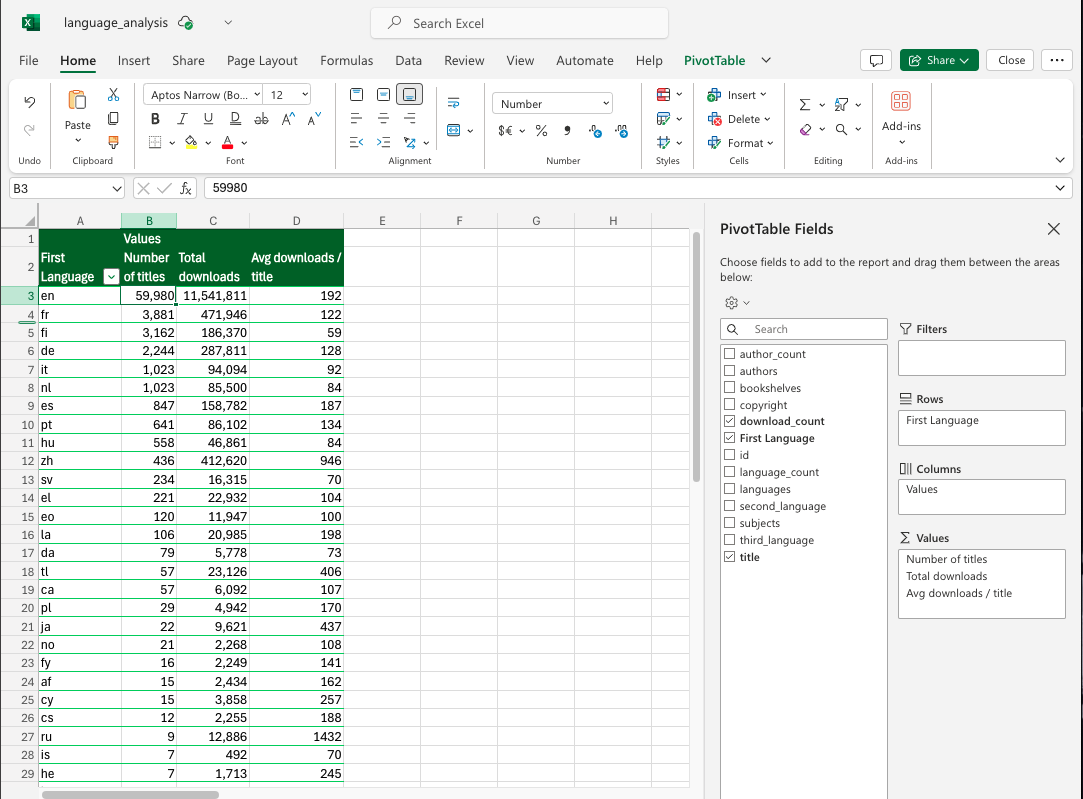 language_analysis
Search Excel
File Home Insert Share Page Layout Formulas Data Review View Automate Help PivotTable
Share Close
Aptos Narrow (Bo... 12
Number
Insert
Paste
B I U D ab A A
$€ % 9
Delete
Add-ins
A
Format
Undo Clipboard Font Alignment Number Styles Cells Editing Add-ins
B3 fx 59980
A B C D E F G H
1 Values
2 First Language Number of titles Total downloads Avg downloads / title
3 en 59,980 11,541,811 192
4 fr 3,881 471,946 122
5 fi 3,162 186,370 59
6 de 2,244 287,811 128
7 it 1,023 94,094 92
8 nl 1,023 85,500 84
9 es 847 158,782 187
10 pt 641 86,102 134
11 hu 558 46,861 84
12 zh 436 412,620 946
13 sv 234 16,315 70
14 el 221 22,932 104
15 eo 120 11,947 100
16 la 106 20,985 198
17 da 79 5,778 73
18 tl 57 23,126 406
19 ca 57 6,092 107
20 pl 29 4,942 170
21 ja 22 9,621 437
22 no 21 2,268 108
23 fy 16 2,249 141
24 af 15 2,434 162
25 cy 15 3,858 257
26 cs 12 2,255 188
27 ru 9 12,886 1432
28 is 7 492 70
29 he 7 1,713 245
PivotTable Fields
Choose fields to add to the report and drag them between the areas
below:
Search
author_count
authors
bookshelves
copyright
download_count
First Language
id
language_count
languages
second_language
subjects
third_language
title
Filters
Rows
First Language
Columns
Values
Values
Number of titles
Total downloads
Avg downloads / title